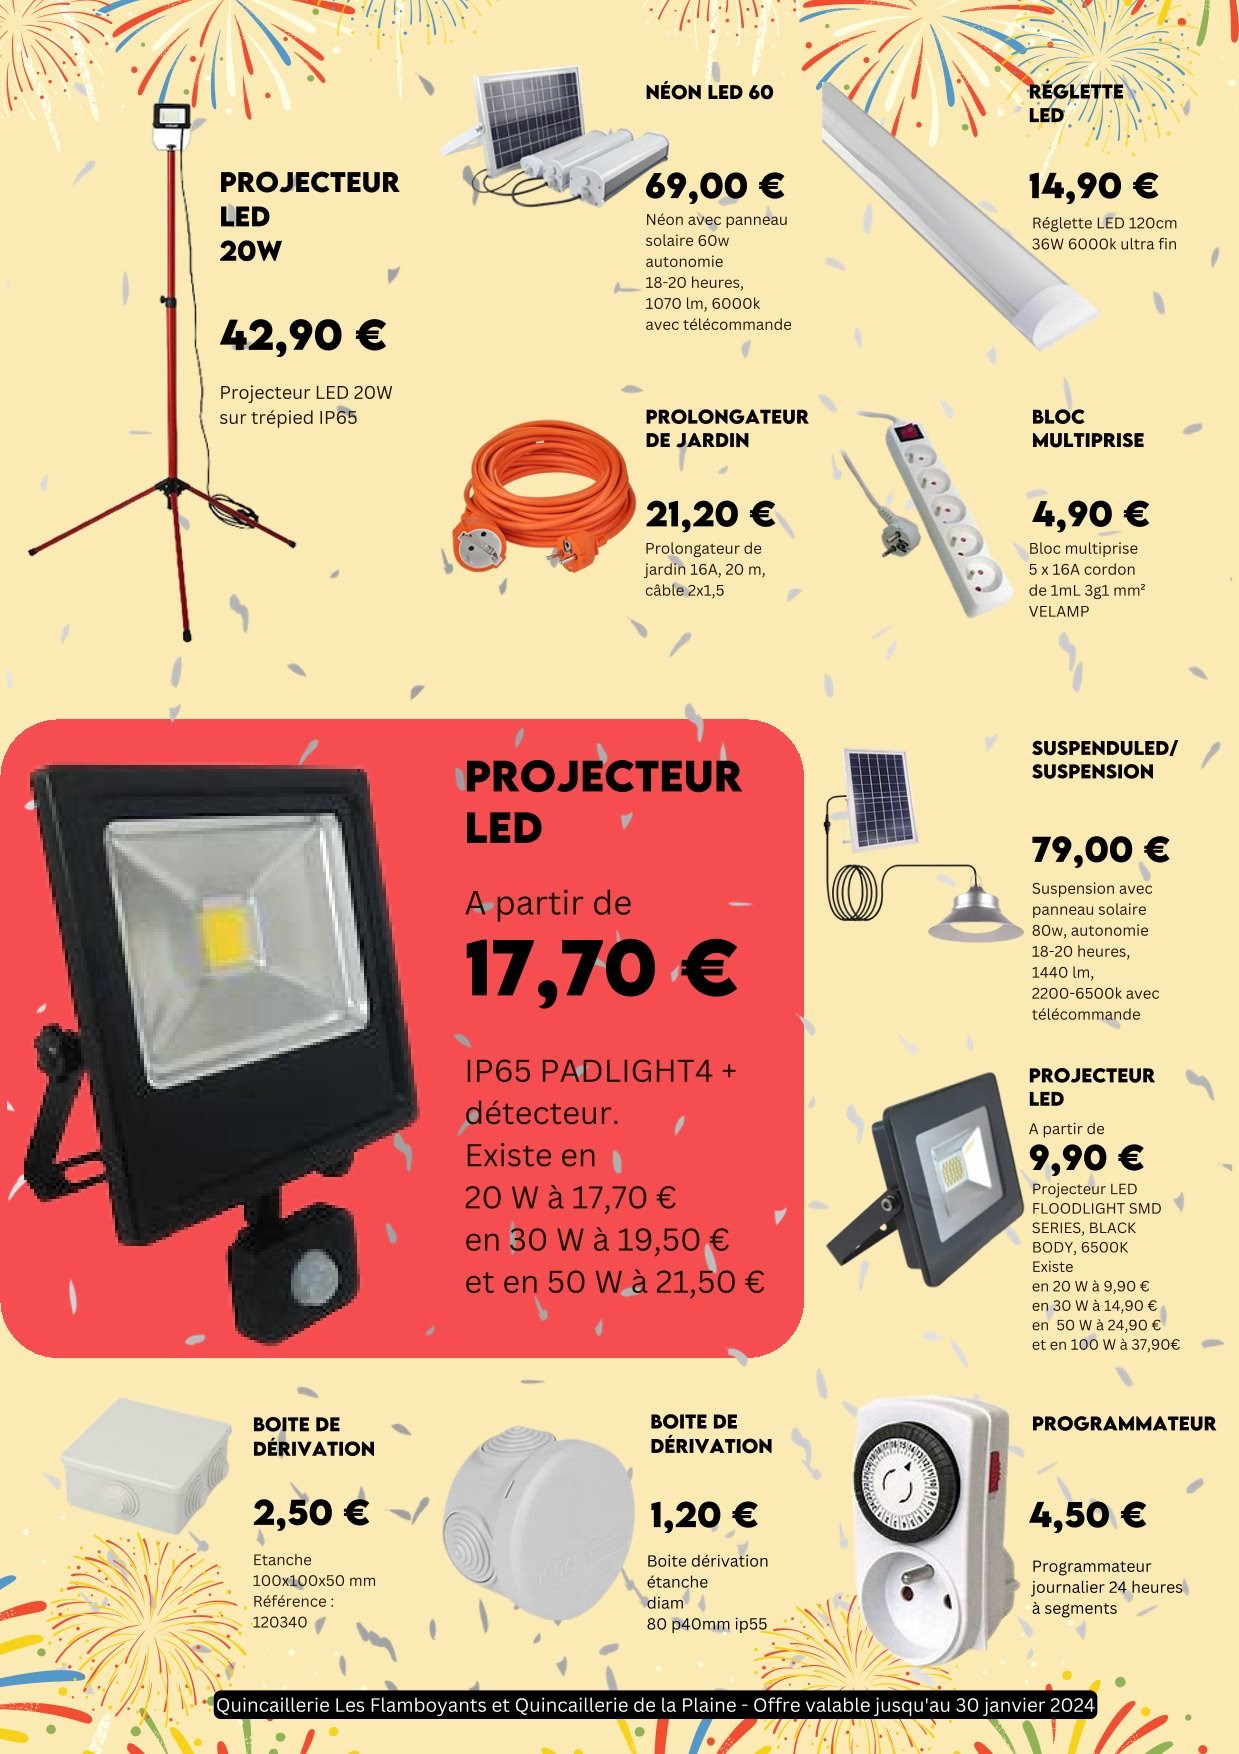 PROJECTEUR
LED
20W
42,90 €
Projecteur LED 20W
sur trépied IP65
NÉON LED 60
69,00 €
Néon avec panneau
solaire 60w
autonomie
18-20 heures,
1070 lm, 6000k
avec télécommande
RÉGLETTE
LED
14,90 €
Réglette LED 120cm
36W 6000k ultra fin
PROLONGATEUR
DE JARDIN
21,20 €
Prolongateur de
jardin 16A, 20 m,
câble 2x1,5
BLOC
MULTIPRISE
4,90 €
Bloc multiprise
5 x 16A cordon
de 1mL 3g1 mm²
VELAMP
PROJECTEUR
LED
A partir de
17,70 €
IP65 PADLIGHT4 +
détecteur.
Existe en
20 W à 17,70 €
en 30 W à 19,50 €
et en 50 W à 21,50 €
SUSPENDULED/
SUSPENSION
79,00 €
Suspension avec
panneau solaire
80w, autonomie
18-20 heures,
1440 lm,
2200-6500k avec
télécommande
PROJECTEUR
LED
A partir de
9,90 €
Projecteur LED
FLOODLIGHT SMD
SERIES, BLACK
BODY, 6500K
Existe
en 20 W à 9,90 €
en 30 W à 14,90 €
en  50 W à 24,90 €
et en 100 W à 37,90€
BOITE DE
DÉRIVATION
2,50 €
Etanche
100x100x50 mm
Référence :
120340
BOITE DE
DÉRIVATION
1,20 €
Boite dérivation
étanche
diam
80 p40mm ip55
PROGRAMMATEUR
4,50 €
Programmateur
journalier 24 heures
à segments
Quincaillerie Les Flamboyants et Quincaillerie de la Plaine - Offre valable jusqu'au 30 janvier 2024